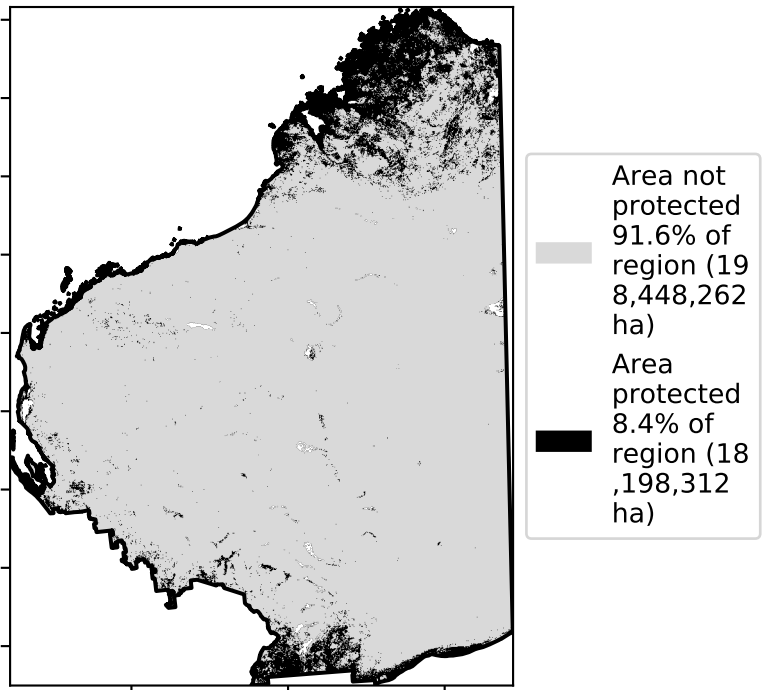 Area not
protected
91.6% of
region (19
8,448,262
ha)
Area
protected
8.4% of
region (18
,198,312
ha)